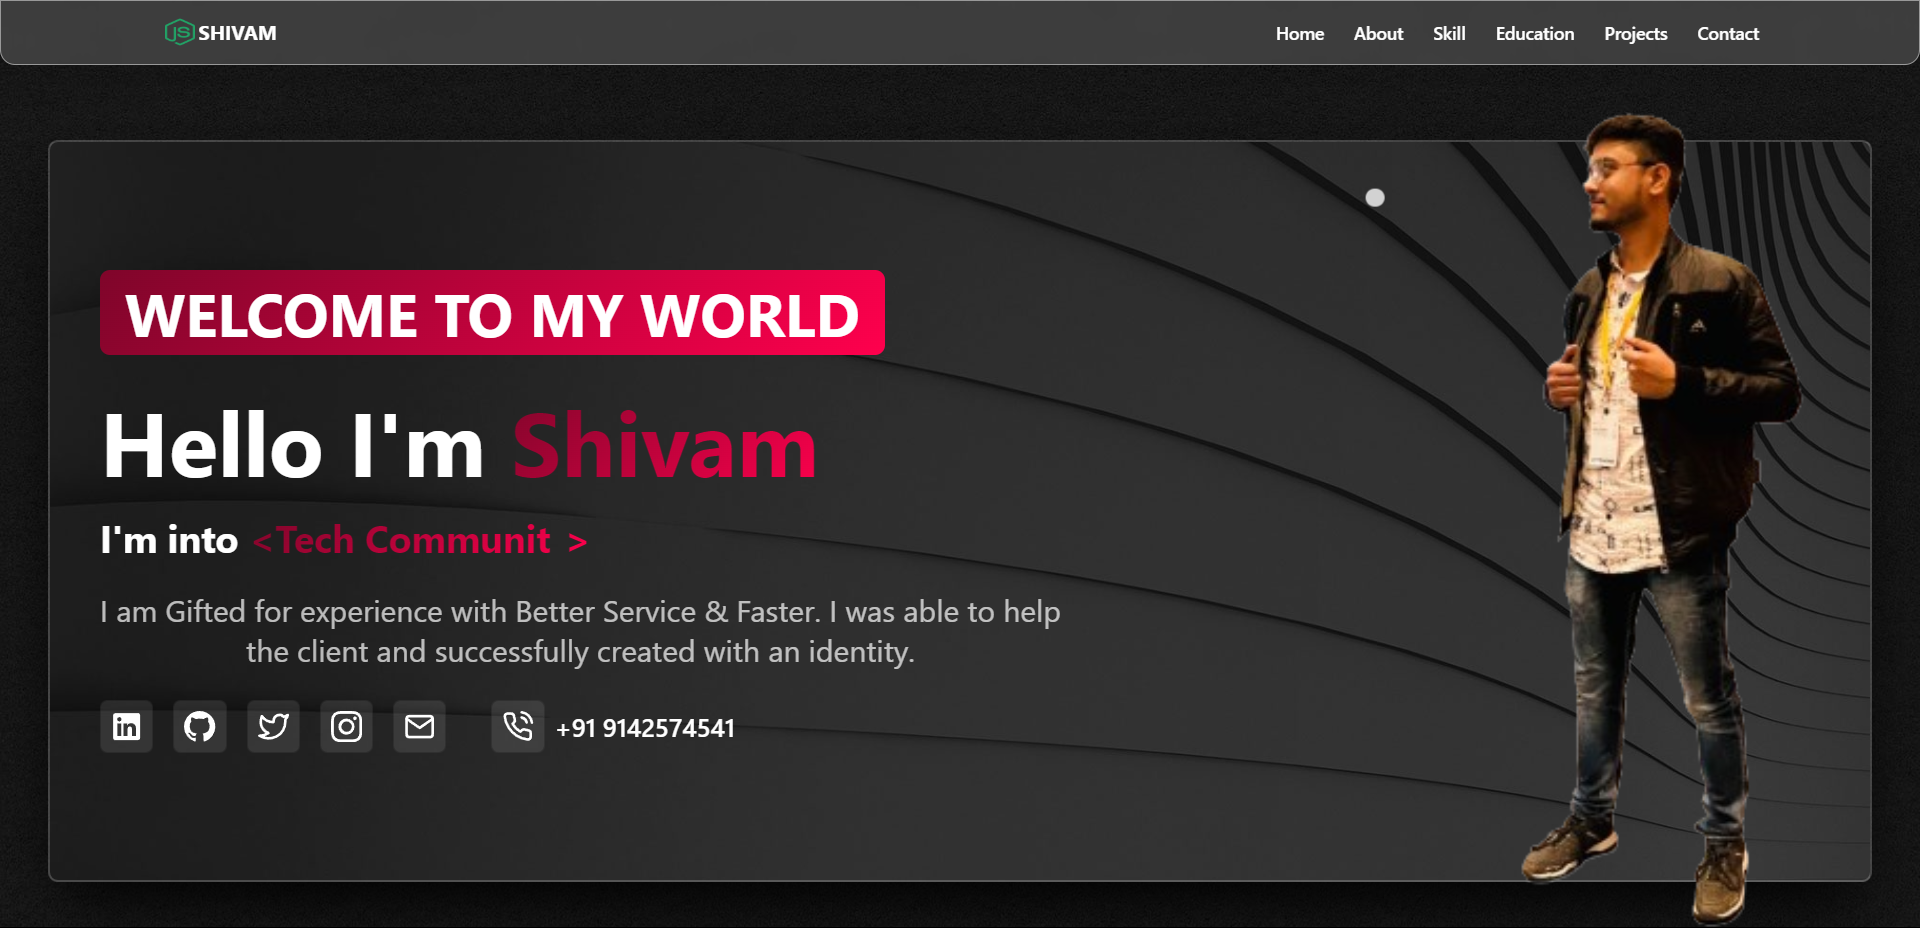 SHIVAM
Home About Skill Education Projects Contact
WELCOME TO MY WORLD
Hello I'm Shivam
I'm into <Tech Communit >
I am Gifted for experience with Better Service & Faster. I was able to help
the client and successfully created with an identity.
+91 9142574541